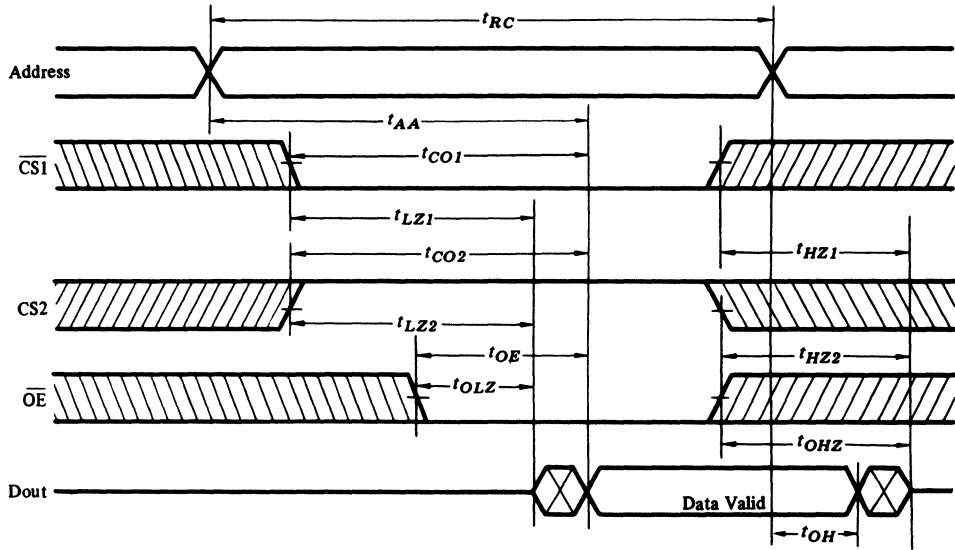 tRC
Address
tAA
CS1
tCO1
tLZ1
tCO2
tHZ1
CS2
tLZ2
tOE
tHZ2
tOLZ
OE
tOHZ
Dout
Data Valid
tOH